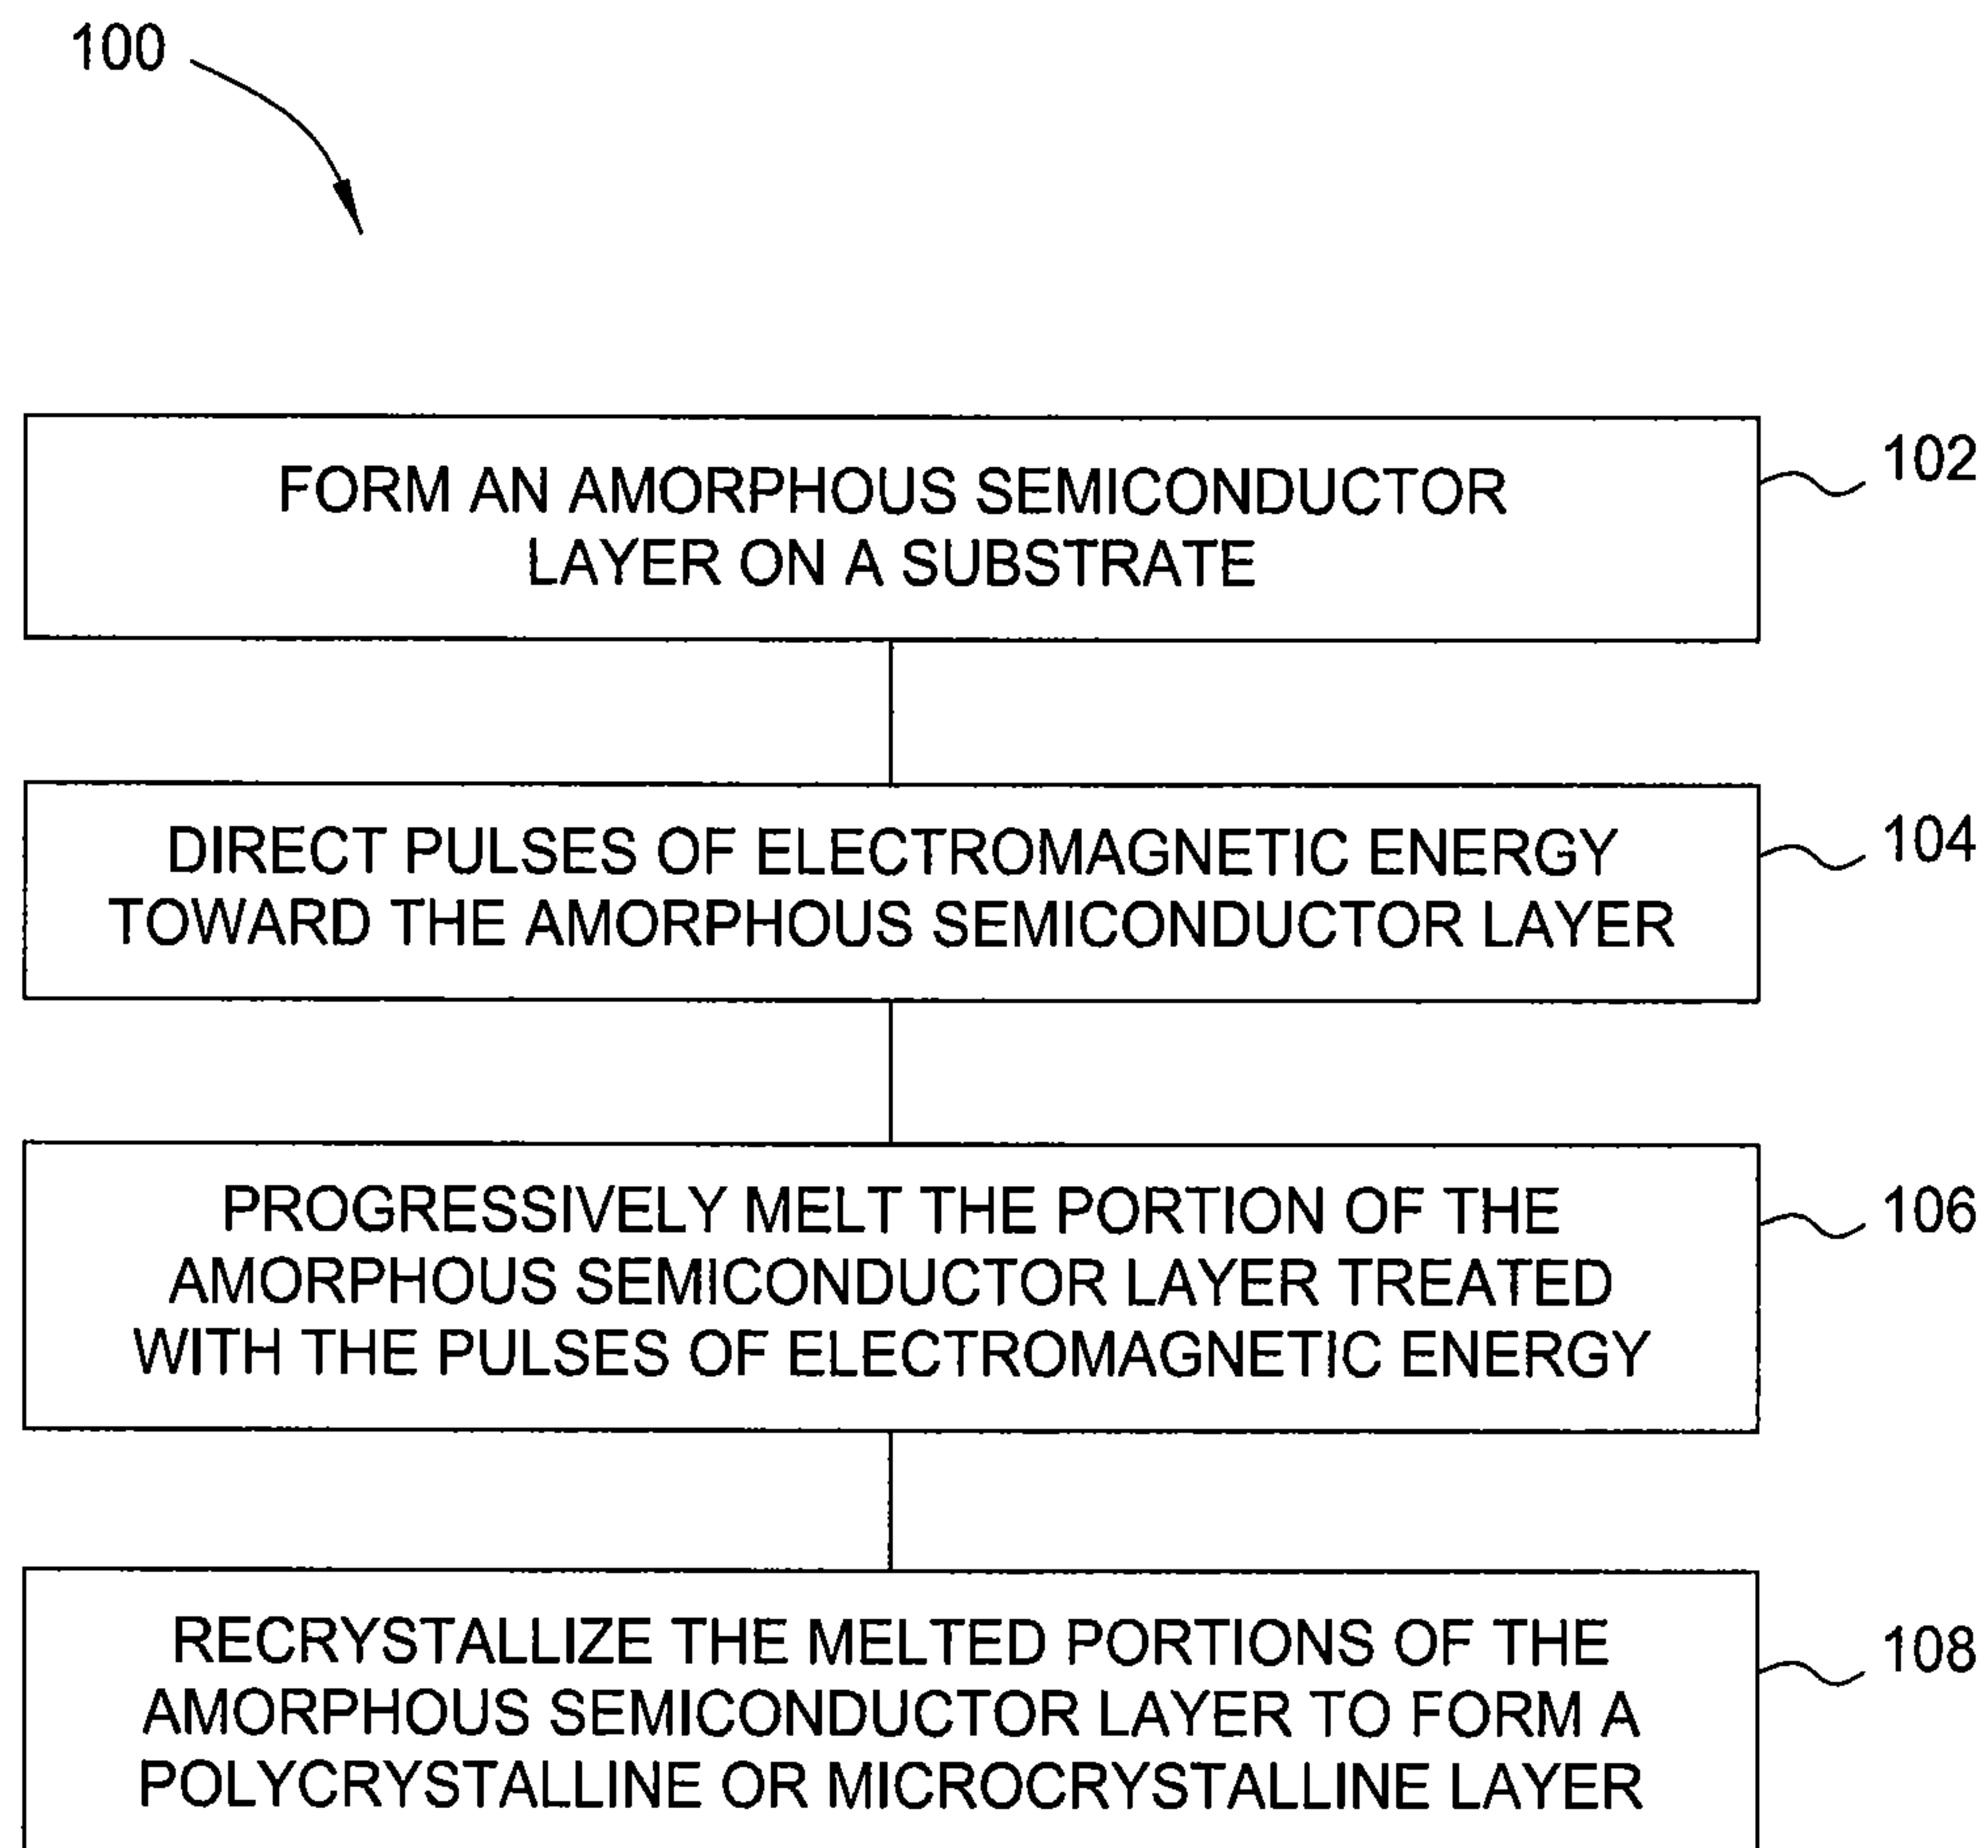 100
FORM AN AMORPHOUS SEMICONDUCTOR
LAYER ON A SUBSTRATE
102
DIRECT PULSES OF ELECTROMAGNETIC ENERGY
TOWARD THE AMORPHOUS SEMICONDUCTOR LAYER
104
PROGRESSIVELY MELT THE PORTION OF THE
AMORPHOUS SEMICONDUCTOR LAYER TREATED
WITH THE PULSES OF ELECTROMAGNETIC ENERGY
106
RECRYSTALLIZE THE MELTED PORTIONS OF THE
AMORPHOUS SEMICONDUCTOR LAYER TO FORM A
POLYCRYSTALLINE OR MICROCRYSTALLINE LAYER
108